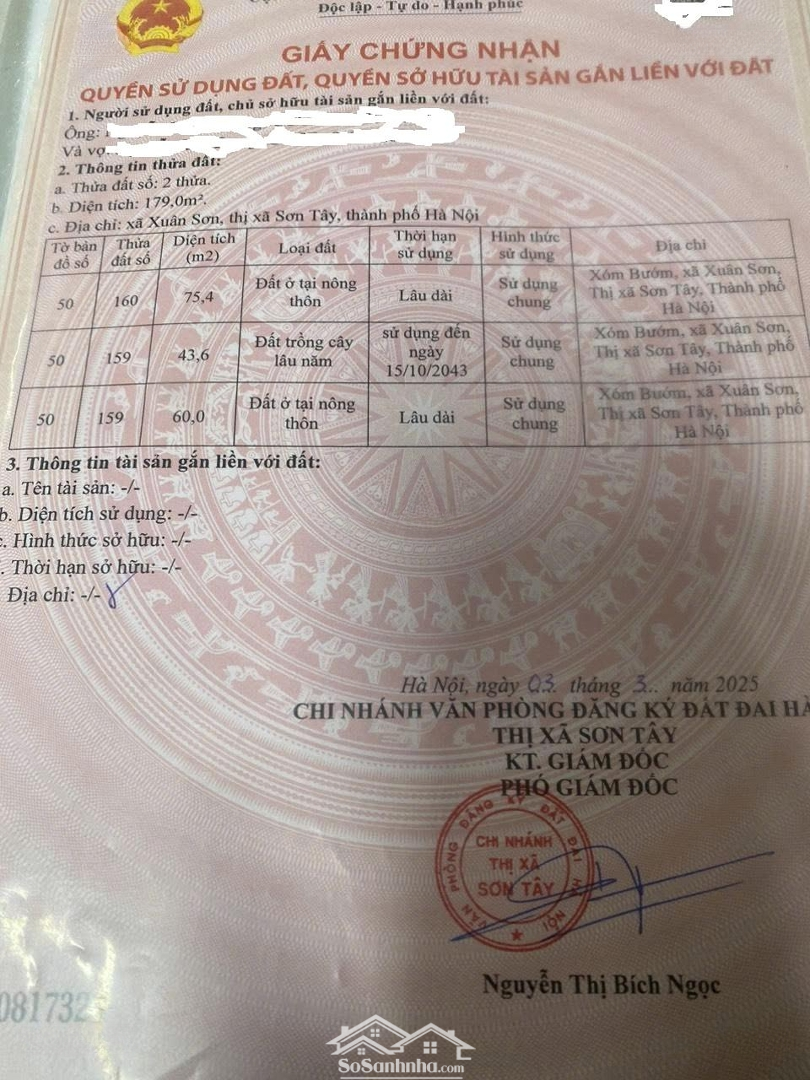 Độc lập - Tự do - Hạnh phúc
GIẤY CHỨNG NHẬN
QUYỀN SỬ DỤNG ĐẤT, QUYỀN SỞ HỮU TÀI SẢN GẮN LIỀN VỚI ĐẤT
1. Người sử dụng đất, chủ sở hữu tài sản gắn liền với đất:
Ông:
Và vợ:
2. Thông tin thửa đất:
a. Thửa đất số: 2 thửa.
b. Diện tích: 179,0m².
c. Địa chỉ: xã Xuân Sơn, thị xã Sơn Tây, thành phố Hà Nội
Tờ bản đồ số | Thửa đất số | Diện tích (m2) | Loại đất | Thời hạn sử dụng | Hình thức sử dụng | Địa chỉ
50 | 160 | 75,4 | Đất ở tại nông thôn | Lâu dài | Sử dụng chung | Xóm Bướm, xã Xuân Sơn, Thị xã Sơn Tây, Thành phố Hà Nội
50 | 159 | 43,6 | Đất trồng cây lâu năm | sử dụng đến ngày 15/10/2043 | Sử dụng chung | Xóm Bướm, xã Xuân Sơn, Thị xã Sơn Tây, Thành phố Hà Nội
50 | 159 | 60,0 | Đất ở tại nông thôn | Lâu dài | Sử dụng chung | Xóm Bướm, xã Xuân Sơn, Thị xã Sơn Tây, Thành phố Hà Nội
3. Thông tin tài sản gắn liền với đất:
a. Tên tài sản: -/-
b. Diện tích sử dụng: -/-
c. Hình thức sở hữu: -/-
. Thời hạn sở hữu: -/-
Địa chỉ: -/-
Hà Nội, ngày 03. tháng 3.. năm 2025
CHI NHÁNH VĂN PHÒNG ĐĂNG KÝ ĐẤT ĐAI HÀ
THỊ XÃ SƠN TÂY
KT. GIÁM ĐỐC
PHÓ GIÁM ĐỐC
VĂN PHÒNG ĐĂNG KÝ ĐẤT ĐAI HÀ NỘI
CHI NHÁNH
THỊ XÃ
SƠN TÂY
Nguyễn Thị Bích Ngọc
081732
SoSanhnha.com